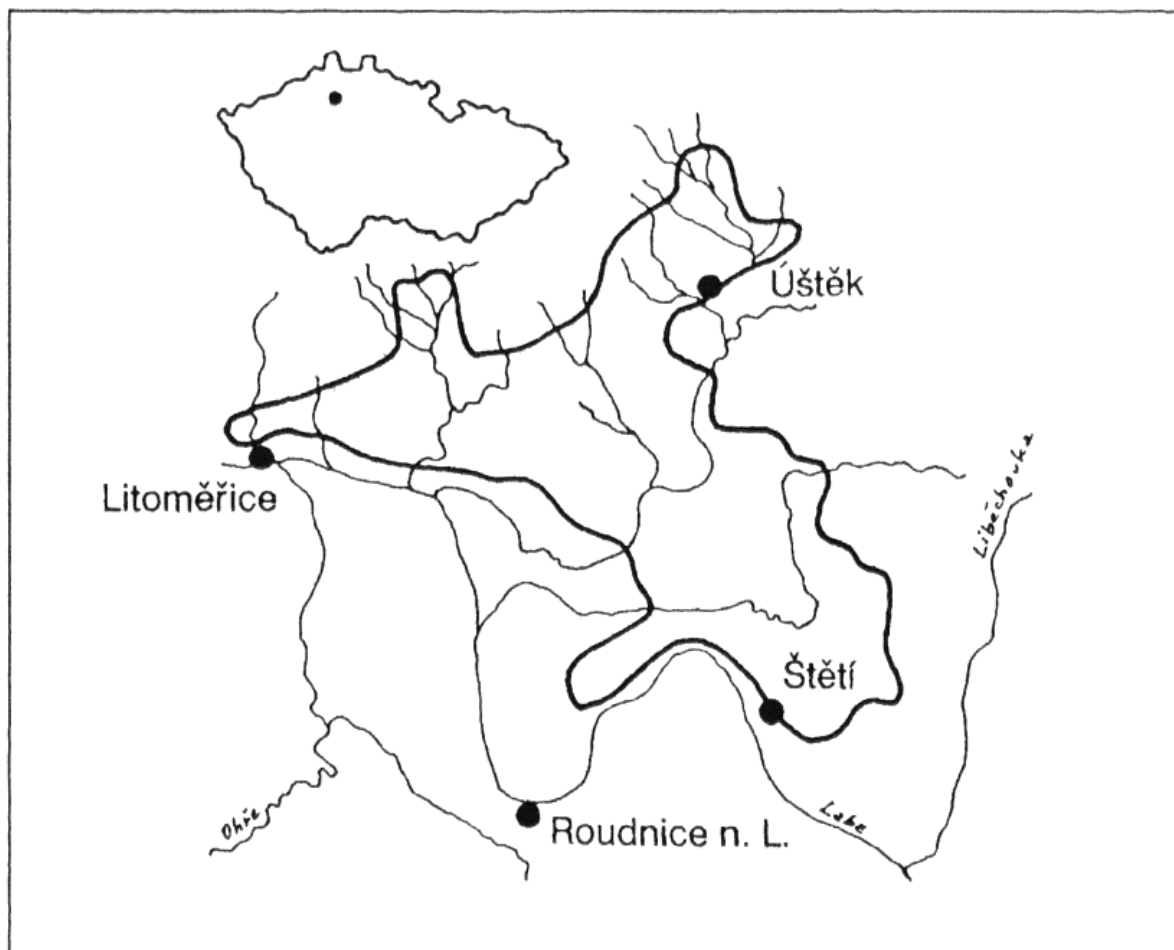 Úštěk
Litoměřice
Liběchovka
Štětí
Ohře
Labe
Roudnice n. L.